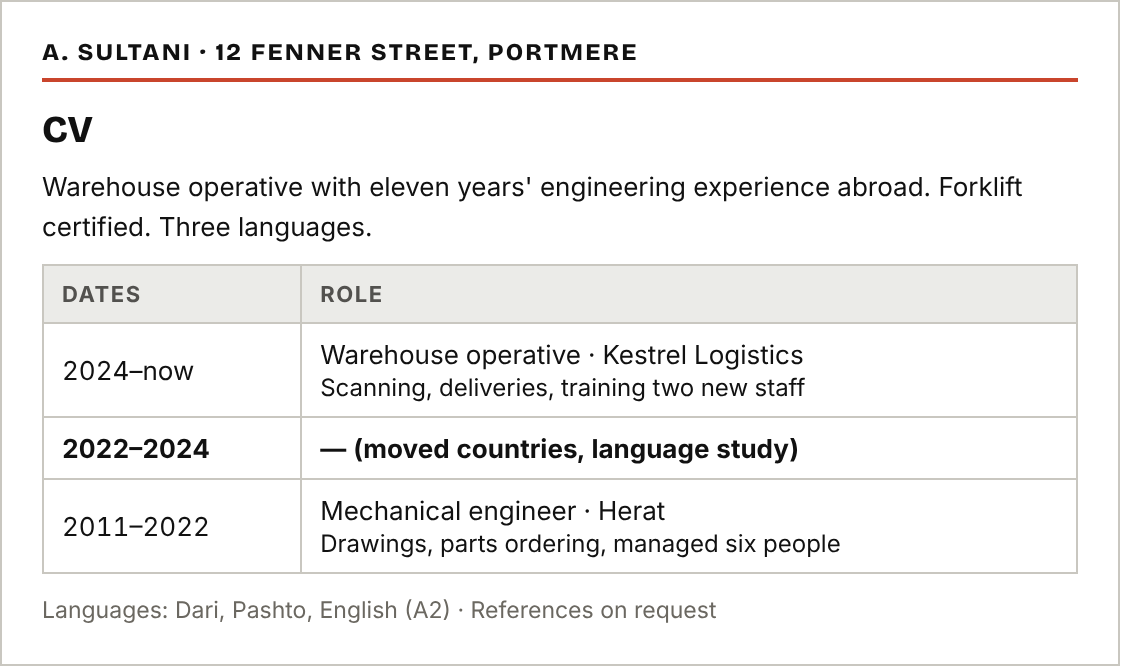 A. SULTANI · 12 FENNER STREET, PORTMERE
CV
Warehouse operative with eleven years' engineering experience abroad. Forklift
certified. Three languages.
DATES ROLE
2024–now Warehouse operative · Kestrel Logistics
Scanning, deliveries, training two new staff
2022–2024 — (moved countries, language study)
2011–2022 Mechanical engineer · Herat
Drawings, parts ordering, managed six people
Languages: Dari, Pashto, English (A2) · References on request